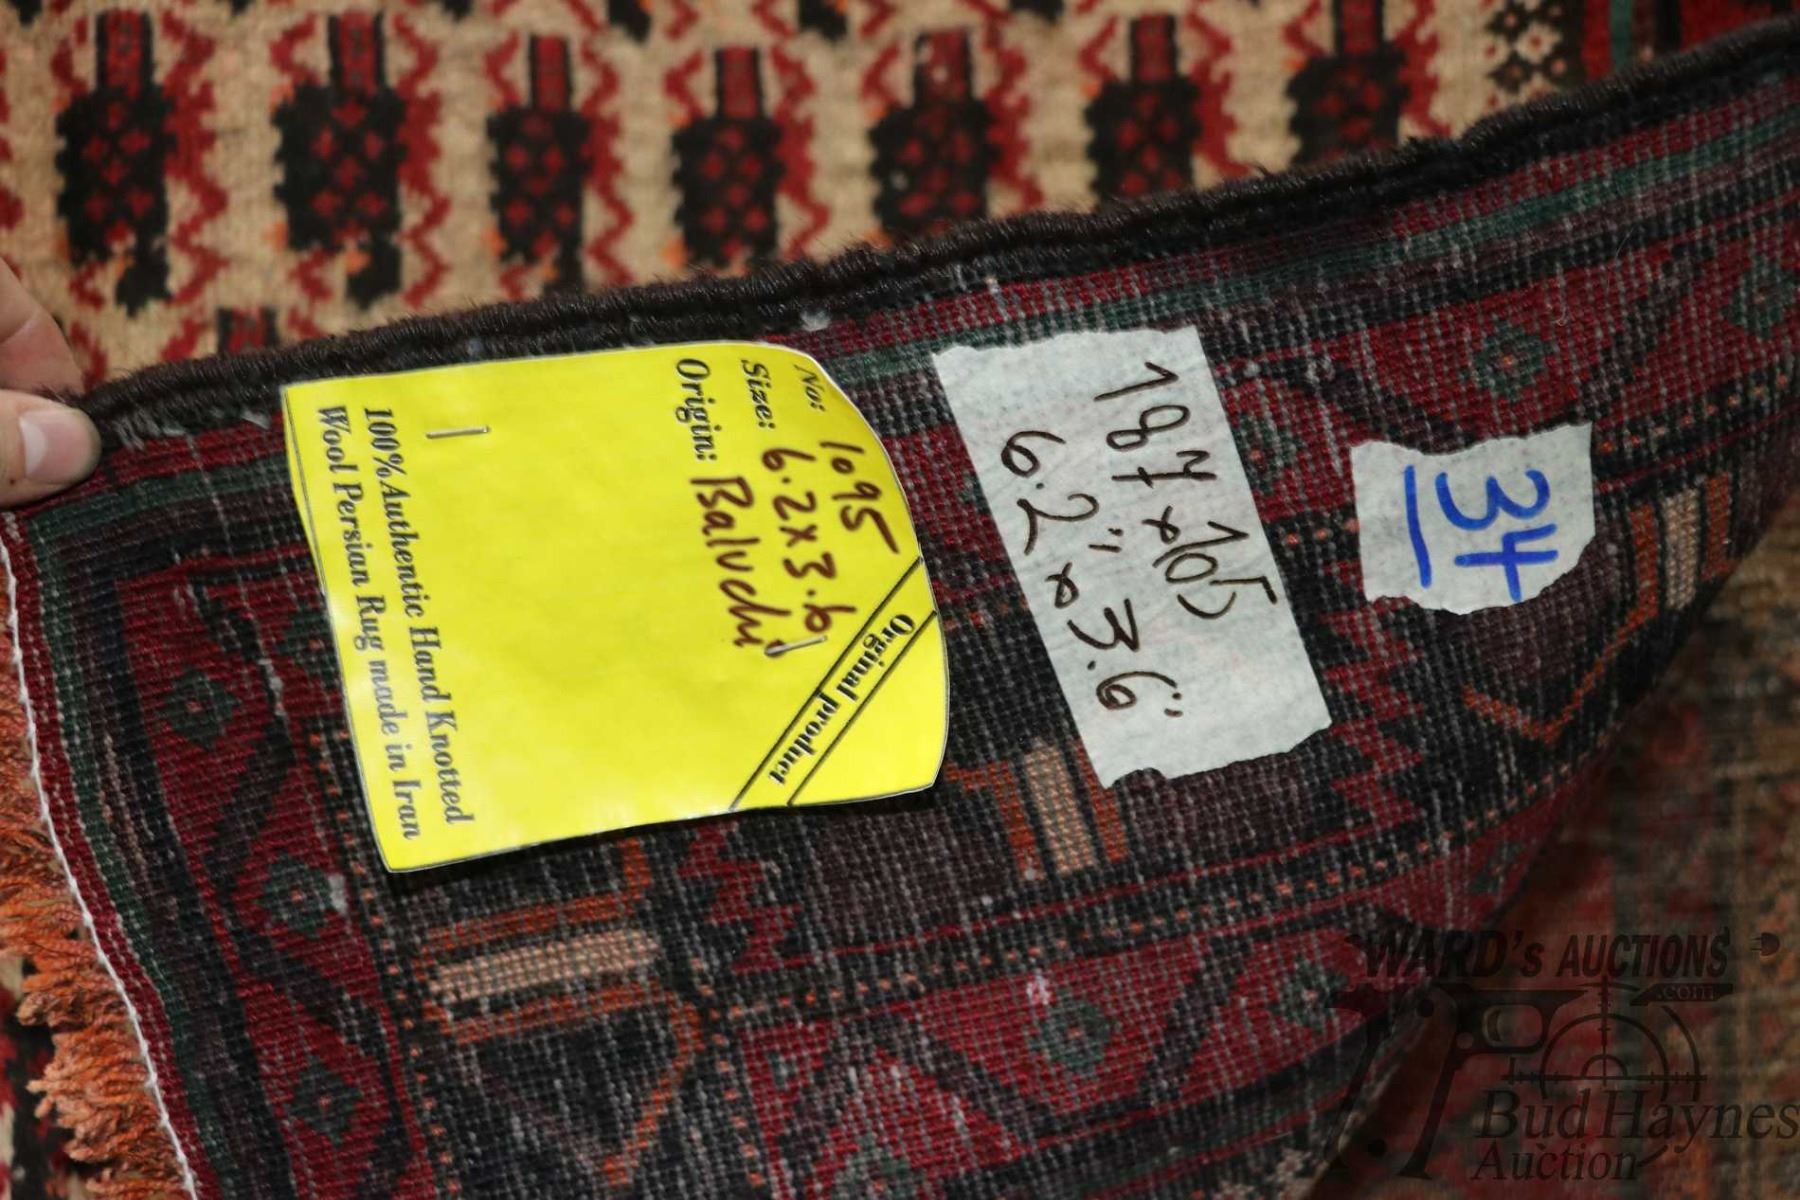 No: 1095
Size: 6.2x3.6
Origin: Baluchi
Orginal product
100%Authentic Hand Knotted
Wool Persian Rug made in Iran
187x105
6.2"x3.6"
34
WARD's AUCTIONS
.com
Bud Haynes
Auction